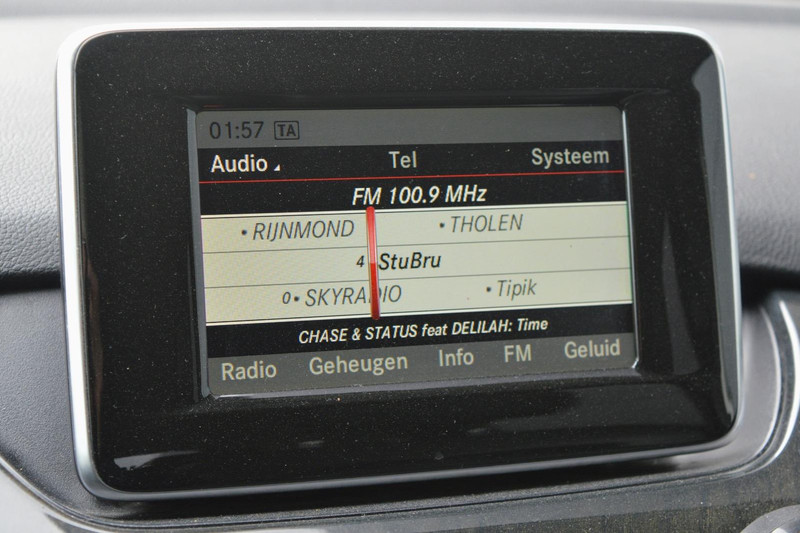 01:57 TA
Audio Tel Systeem
FM 100.9 MHz
• RIJNMOND • THOLEN
4 StuBru
0 • SKYRADIO • Tipik
CHASE & STATUS feat DELILAH: Time
Radio Geheugen Info FM Geluid